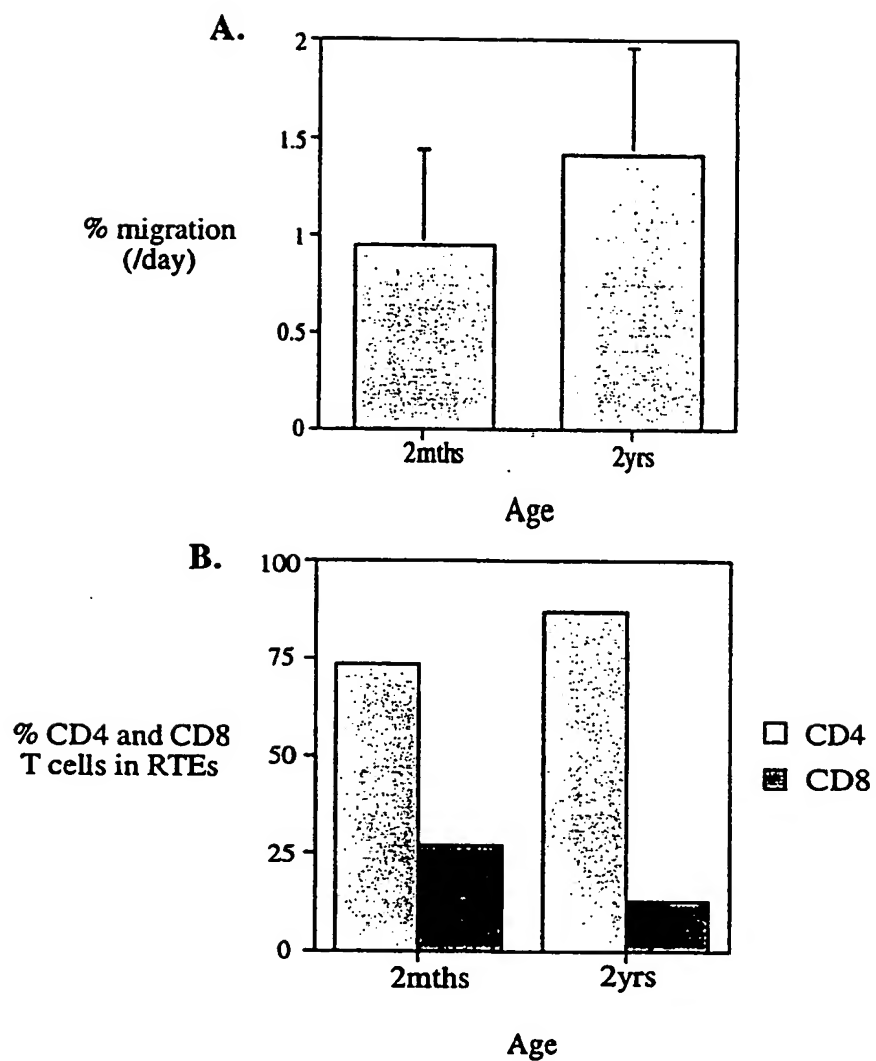 A.
2
1.5
1
0.5
0
% migration
(/day)
2mths
2yrs
Age
B.
100
75
50
25
0
% CD4 and CD8
T cells in RTEs
CD4
CD8
2mths
2yrs
Age